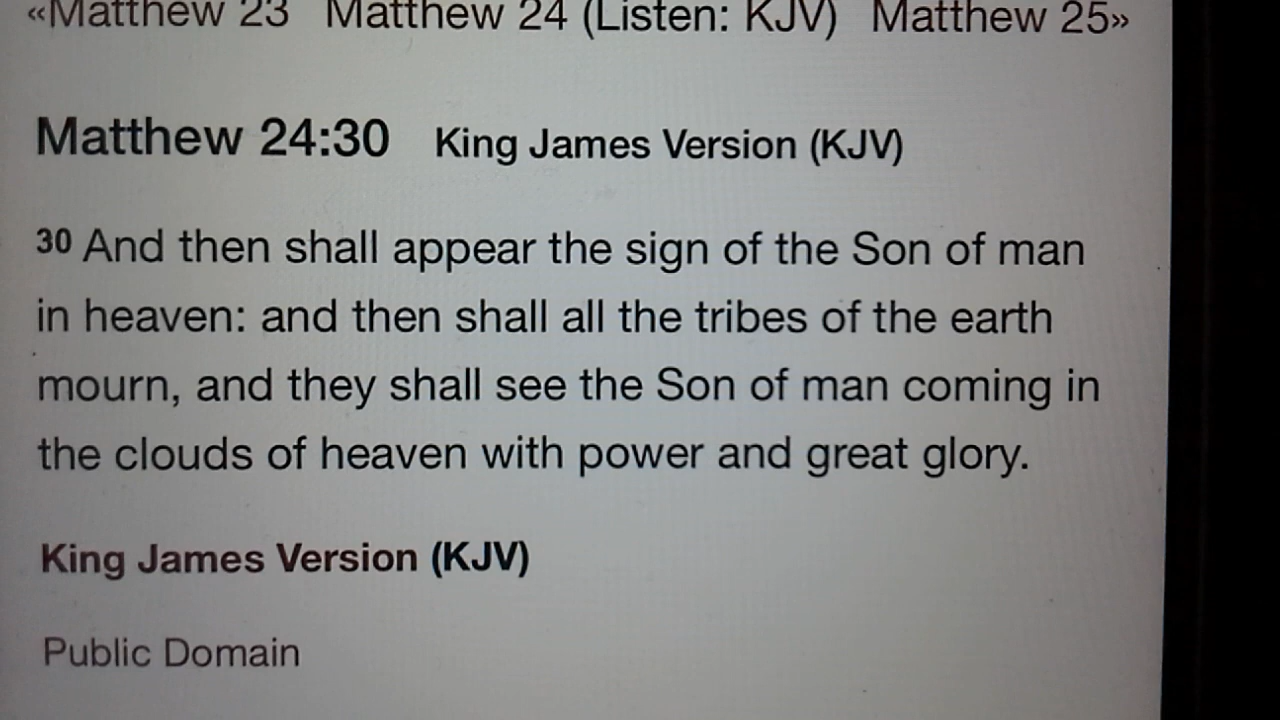 «Matthew 23 Matthew 24 (Listen: KJV) Matthew 25»
Matthew 24:30 King James Version (KJV)
30 And then shall appear the sign of the Son of man
in heaven: and then shall all the tribes of the earth
mourn, and they shall see the Son of man coming in
the clouds of heaven with power and great glory.
King James Version (KJV)
Public Domain